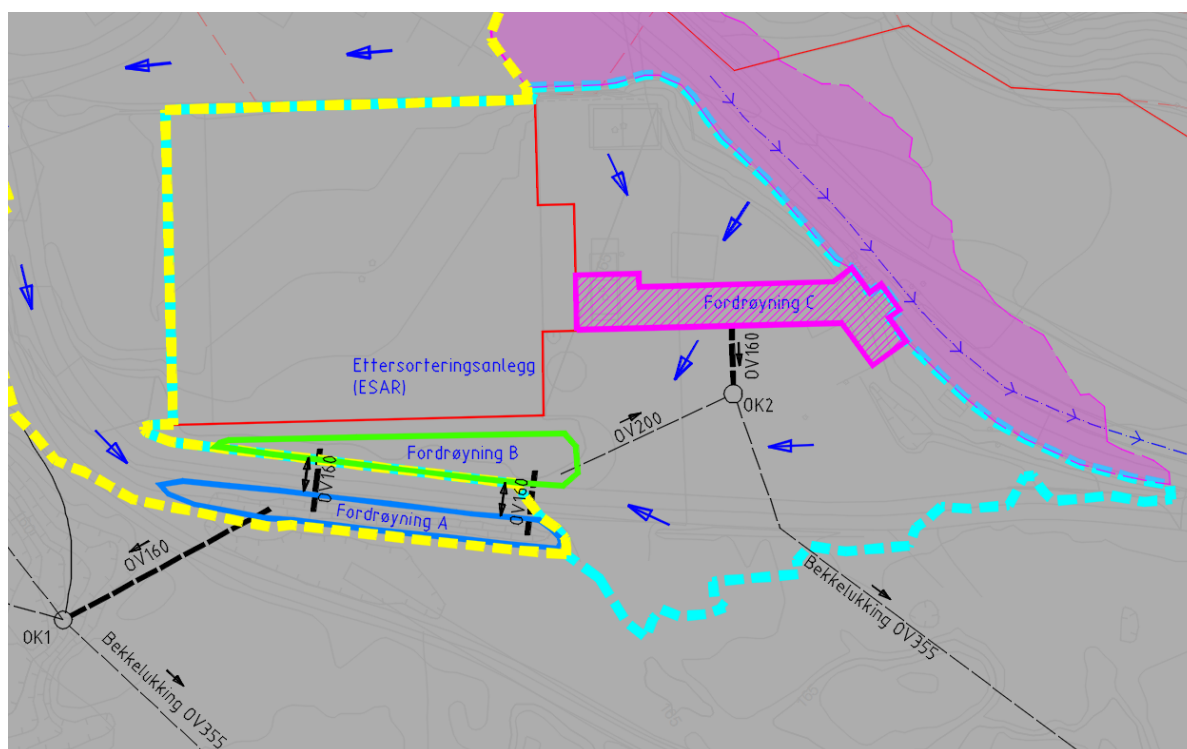 Fordrøyning C
OV160
Ettersorteringsanlegg
(ESAR)
OK2
OV200
Fordrøyning B
OV160
OV160
Fordrøyning A
OV160
Bekkelukking OV355
OK1
Bekkelukking OV355